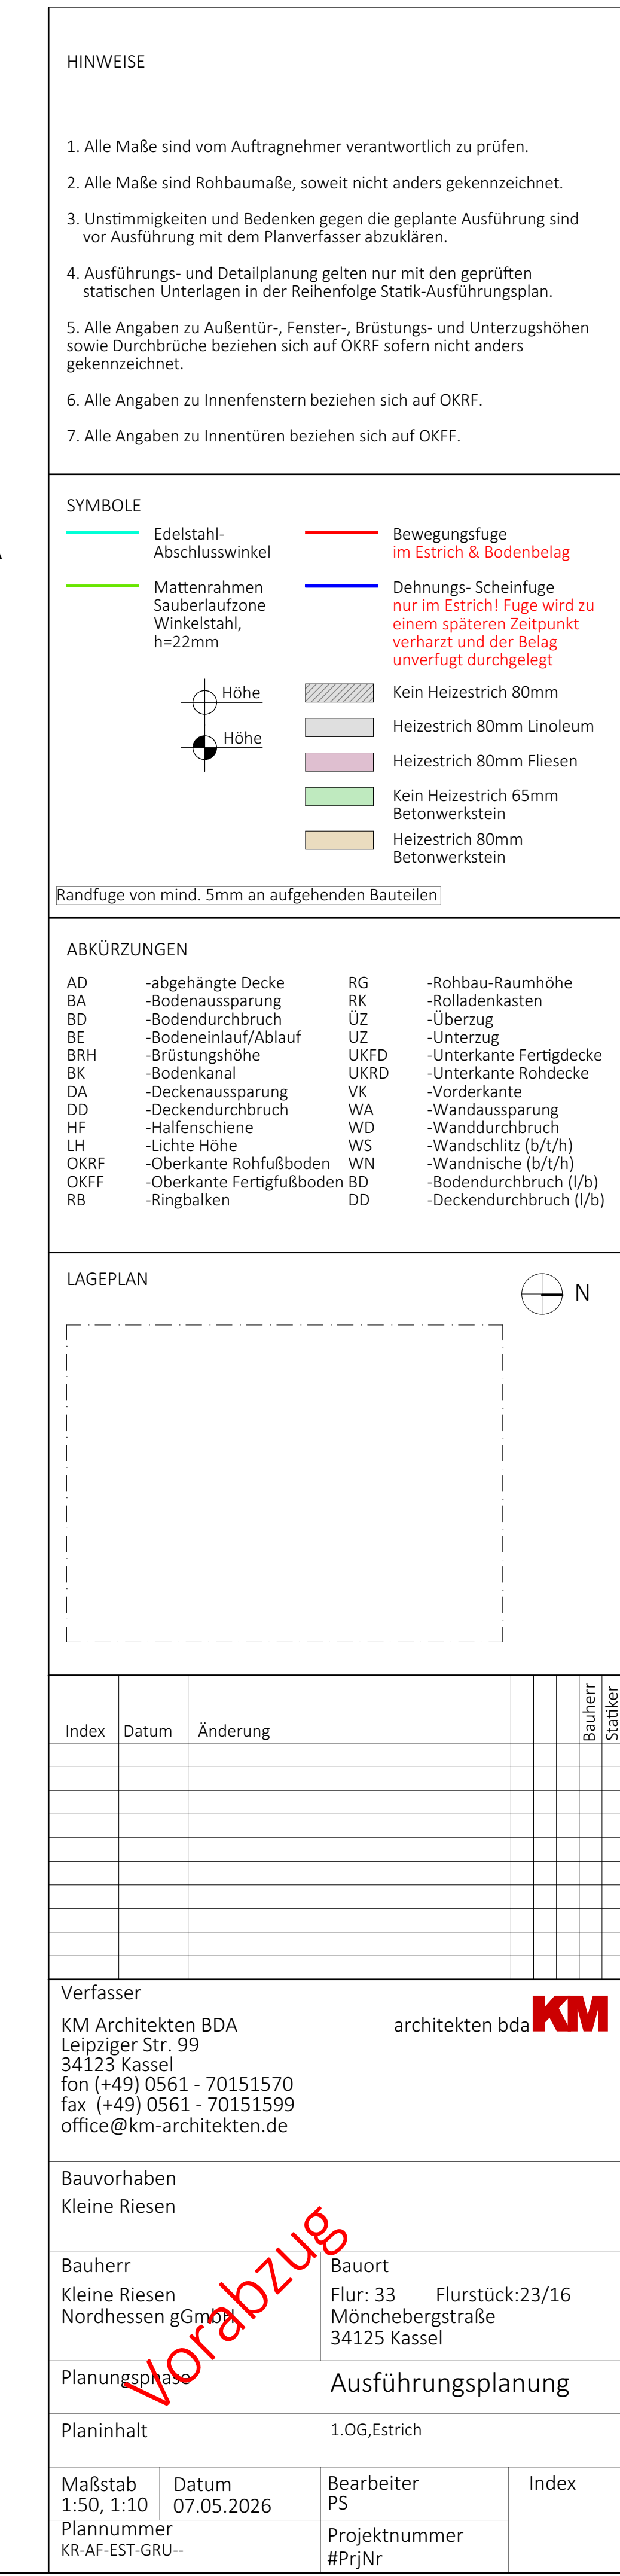 HINWEISE
1. Alle Maße sind vom Auftragnehmer verantwortlich zu prüfen.
2. Alle Maße sind Rohbaumaße, soweit nicht anders gekennzeichnet.
3. Unstimmigkeiten und Bedenken gegen die geplante Ausführung sind
vor Ausführung mit dem Planverfasser abzuklären.
4. Ausführungs- und Detailplanung gelten nur mit den geprüften
statischen Unterlagen in der Reihenfolge Statik-Ausführungsplan.
5. Alle Angaben zu Außentür-, Fenster-, Brüstungs- und Unterzugshöhen
sowie Durchbrüche beziehen sich auf OKRF sofern nicht anders
gekennzeichnet.
6. Alle Angaben zu Innenfenstern beziehen sich auf OKRF.
7. Alle Angaben zu Innentüren beziehen sich auf OKFF.
SYMBOLE
Edelstahl-
Abschlusswinkel
Mattenrahmen
Sauberlaufzone
Winkelstahl,
h=22mm
Höhe
Höhe
Bewegungsfuge
im Estrich & Bodenbelag
Dehnungs- Scheinfuge
nur im Estrich! Fuge wird zu
einem späteren Zeitpunkt
verharzt und der Belag
unverfugt durchgelegt
Kein Heizestrich 80mm
Heizestrich 80mm Linoleum
Heizestrich 80mm Fliesen
Kein Heizestrich 65mm
Betonwerkstein
Heizestrich 80mm
Betonwerkstein
Randfuge von mind. 5mm an aufgehenden Bauteilen
ABKÜRZUNGEN
AD -abgehängte Decke
BA -Bodenaussparung
BD -Bodendurchbruch
BE -Bodeneinlauf/Ablauf
BRH -Brüstungshöhe
BK -Bodenkanal
DA -Deckenaussparung
DD -Deckendurchbruch
HF -Halfenschiene
LH -Lichte Höhe
OKRF -Oberkante Rohfußboden
OKFF -Oberkante Fertigfußboden
RB -Ringbalken
RG -Rohbau-Raumhöhe
RK -Rolladenkasten
ÜZ -Überzug
UZ -Unterzug
UKFD -Unterkante Fertigdecke
UKRD -Unterkante Rohdecke
VK -Vorderkante
WA -Wandaussparung
WD -Wanddurchbruch
WS -Wandschlitz (b/t/h)
WN -Wandnische (b/t/h)
BD -Bodendurchbruch (l/b)
DD -Deckendurchbruch (l/b)
LAGEPLAN
N
Index Datum Änderung Bauherr Statiker
Verfasser
KM Architekten BDA
Leipziger Str. 99
34123 Kassel
fon (+49) 0561 - 70151570
fax (+49) 0561 - 70151599
office@km-architekten.de
architekten bda KM
Bauvorhaben
Kleine Riesen
Vorabzug
Bauherr
Kleine Riesen
Nordhessen gGmbH
Bauort
Flur: 33 Flurstück:23/16
Mönchebergstraße
34125 Kassel
Planungsphase Ausführungsplanung
Planinhalt 1.OG,Estrich
Maßstab
1:50, 1:10
Datum
07.05.2026
Bearbeiter
PS
Index
Plannummer
KR-AF-EST-GRU--
Projektnummer
#PrjNr